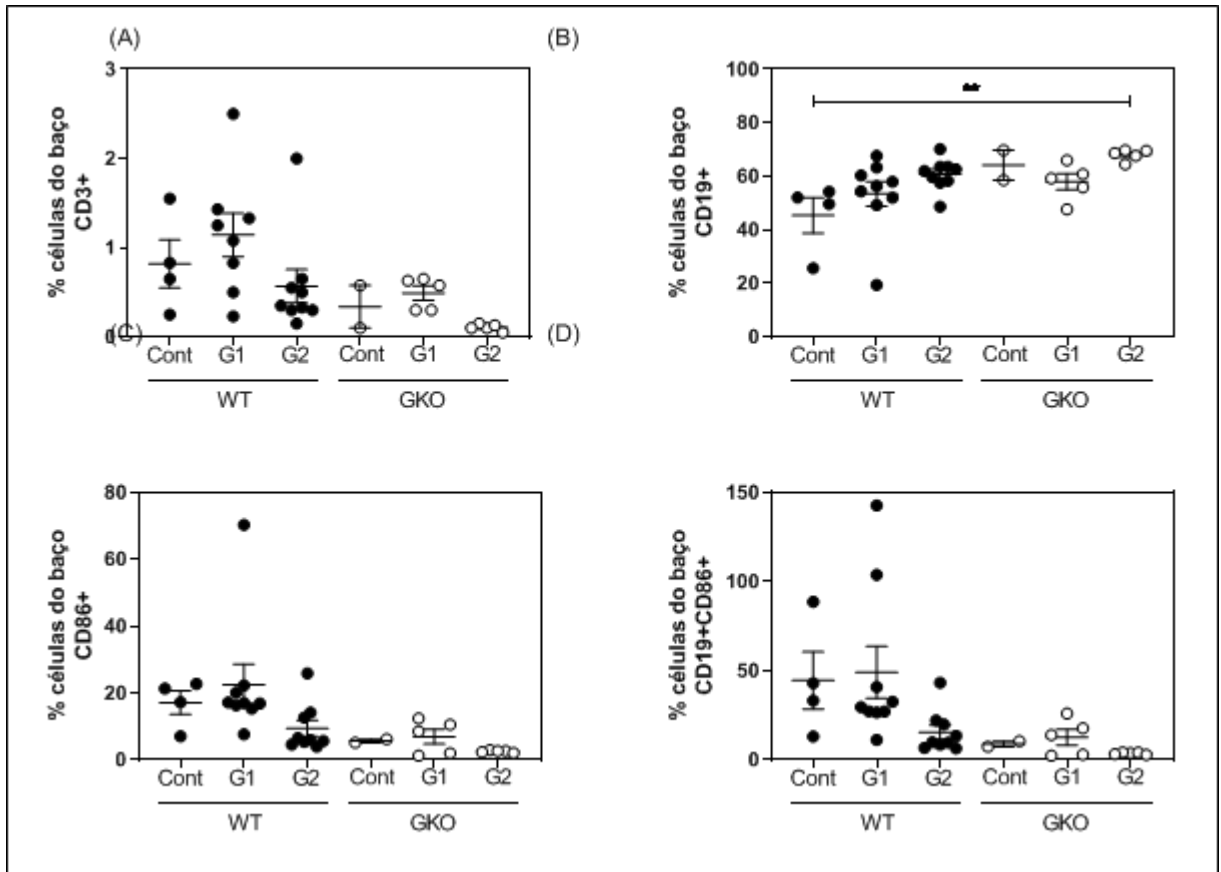 (A)
% células do baço
CD3+
3
2
1
0
Cont G1 G2 Cont G1 G2
WT GKO
(B)
% células do baço
CD19+
100
80
60
40
20
0
**
Cont G1 G2 Cont G1 G2
WT GKO
(C)
% células do baço
CD86+
80
60
40
20
0
Cont G1 G2 Cont G1 G2
WT GKO
(D)
% células do baço
CD19+CD86+
150
100
50
0
Cont G1 G2 Cont G1 G2
WT GKO